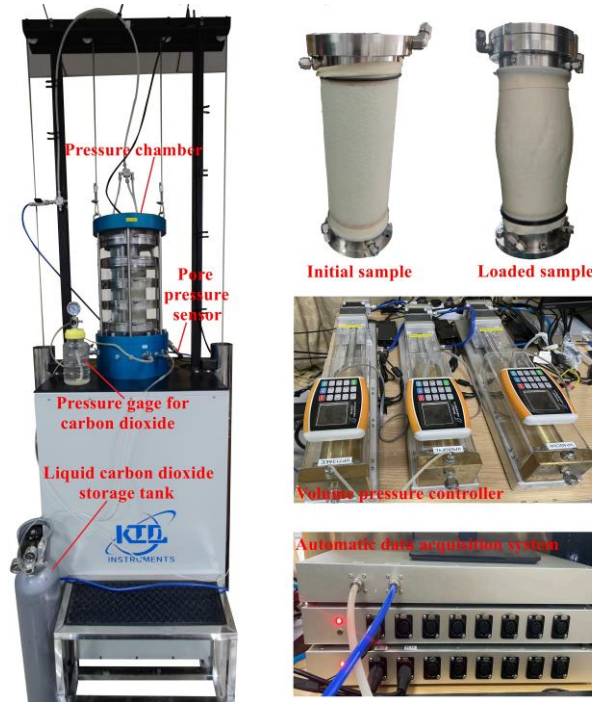 Pressure chamber
Pore
pressure
sensor
Pressure gage for
carbon dioxide
Liquid carbon dioxide
storage tank
KTL
INSTRUMENTS
Initial sample
Loaded sample
Volume pressure controller
Automatic data acquisition system